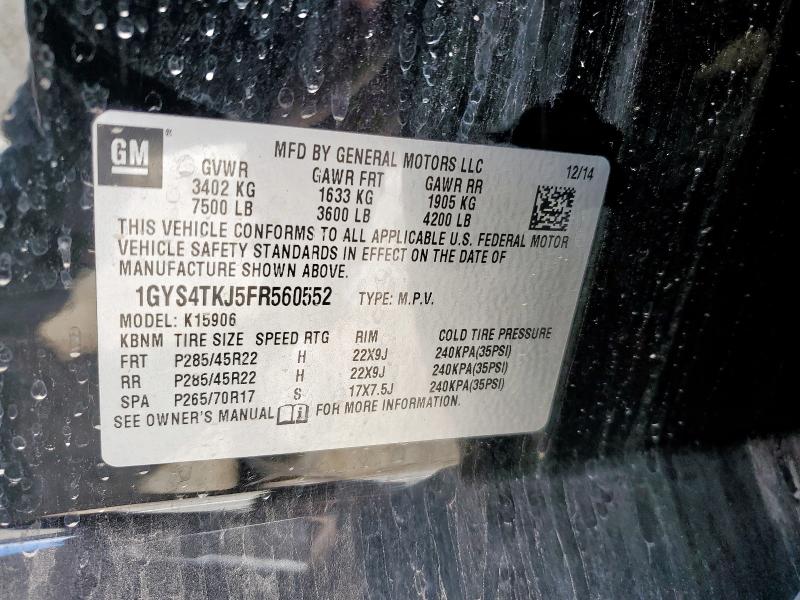 GM ®
MFD BY GENERAL MOTORS LLC 12/14
GVWR GAWR FRT GAWR RR
3402 KG 1633 KG 1905 KG
7500 LB 3600 LB 4200 LB
THIS VEHICLE CONFORMS TO ALL APPLICABLE U.S. FEDERAL MOTOR
VEHICLE SAFETY STANDARDS IN EFFECT ON THE DATE OF
MANUFACTURE SHOWN ABOVE.
1GYS4TKJ5FR560552 TYPE: M.P.V.
MODEL: K15906
KBNM TIRE SIZE SPEED RTG RIM COLD TIRE PRESSURE
FRT P285/45R22 H 22X9J 240KPA(35PSI)
RR P285/45R22 H 22X9J 240KPA(35PSI)
SPA P265/70R17 S 17X7.5J 240KPA(35PSI)
SEE OWNER'S MANUAL i FOR MORE INFORMATION.